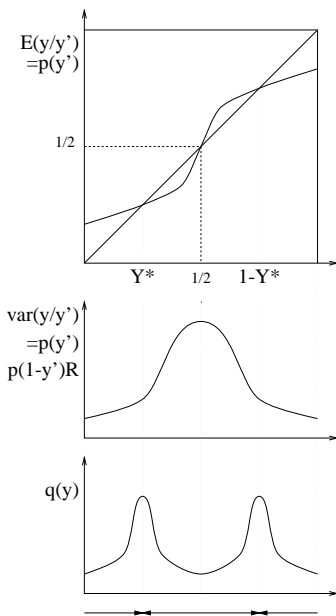 E(y/y')
=p(y')
1/2
Y* 1/2 1-Y*
var(y/y')
=p(y')
p(1-y')R
q(y)